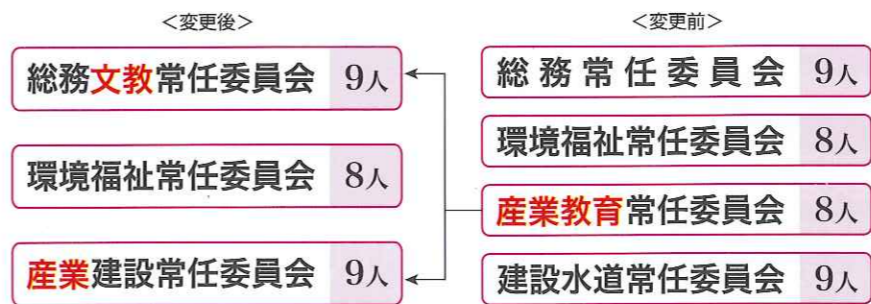 <変更後>
総務文教常任委員会 9人
環境福祉常任委員会 8人
産業建設常任委員会 9人
<変更前>
総務常任委員会 9人
環境福祉常任委員会 8人
産業教育常任委員会 8人
建設水道常任委員会 9人